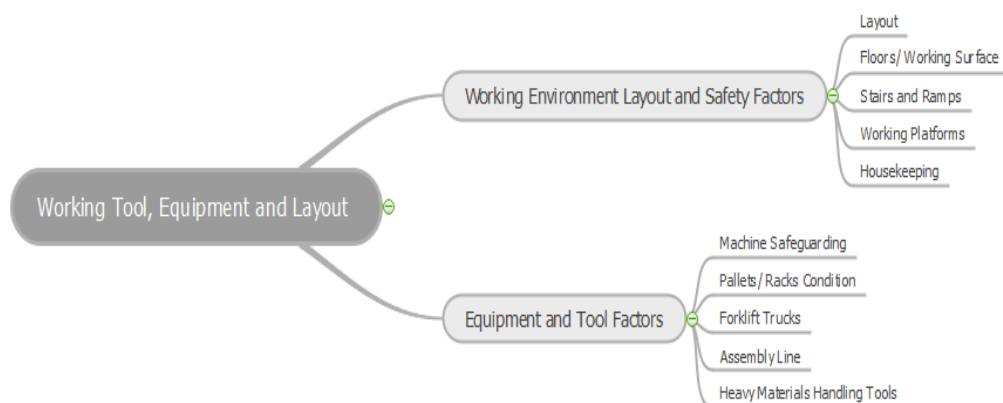 Working Tool, Equipment and Layout
Working Environment Layout and Safety Factors
Layout
Floors/ Working Surface
Stairs and Ramps
Working Platforms
Housekeeping
Equipment and Tool Factors
Machine Safeguarding
Pallets/ Racks Condition
Forklift Trucks
Assembly Line
Heavy Materials Handling Tools